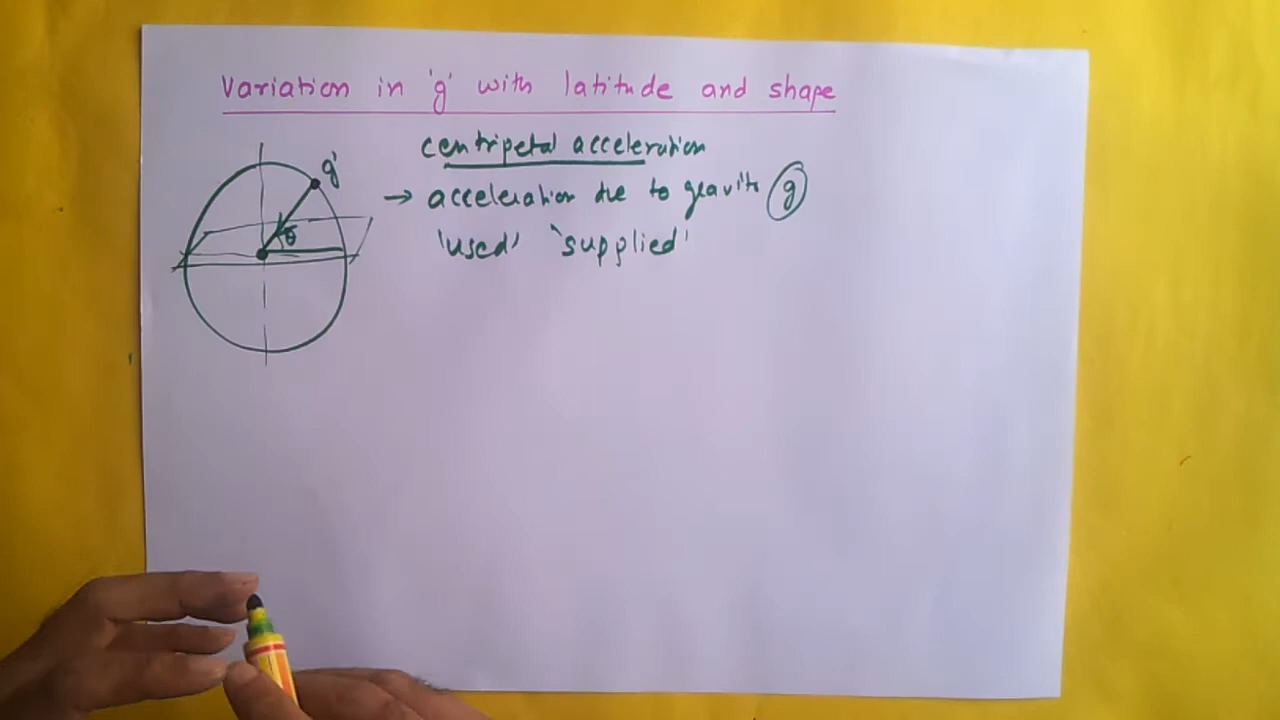 Variation in 'g' with latitude and shape
centripetal acceleration
g'
→ acceleration due to gravity g
θ
'used' 'supplied'